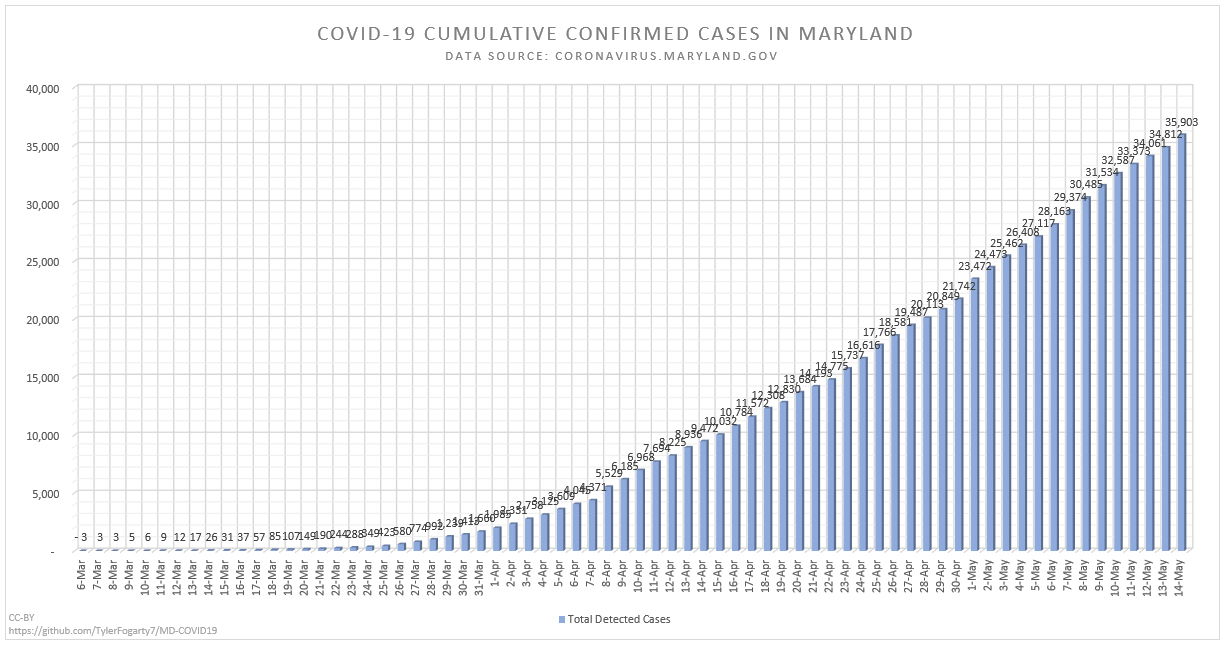 COVID-19 CUMULATIVE CONFIRMED CASES IN MARYLAND
DATA SOURCE: CORONAVIRUS.MARYLAND.GOV
40,000
35,000
30,000
25,000
20,000
15,000
10,000
5,000
-
- 3 3 3 5 6 9 12 17 26 31 37 57 85 107 149 190 244 288 349 423 580 774 992 1,239 1,413 1,660 1,985 2,331 2,758 3,125 3,609 4,045 4,371 5,529 6,185 6,968 7,694 8,225 8,936 9,472 10,032 10,784 11,572 12,308 12,830 13,684 14,193 14,775 15,737 16,616 17,766 18,581 19,487 20,113 20,849 21,742 23,472 24,473 25,462 26,408 27,117 28,163 29,374 30,485 31,534 32,587 33,373 34,061 34,812 35,903
6-Mar 7-Mar 8-Mar 9-Mar 10-Mar 11-Mar 12-Mar 13-Mar 14-Mar 15-Mar 16-Mar 17-Mar 18-Mar 19-Mar 20-Mar 21-Mar 22-Mar 23-Mar 24-Mar 25-Mar 26-Mar 27-Mar 28-Mar 29-Mar 30-Mar 31-Mar 1-Apr 2-Apr 3-Apr 4-Apr 5-Apr 6-Apr 7-Apr 8-Apr 9-Apr 10-Apr 11-Apr 12-Apr 13-Apr 14-Apr 15-Apr 16-Apr 17-Apr 18-Apr 19-Apr 20-Apr 21-Apr 22-Apr 23-Apr 24-Apr 25-Apr 26-Apr 27-Apr 28-Apr 29-Apr 30-Apr 1-May 2-May 3-May 4-May 5-May 6-May 7-May 8-May 9-May 10-May 11-May 12-May 13-May 14-May
Total Detected Cases
CC-BY
https://github.com/TylerFogarty7/MD-COVID19